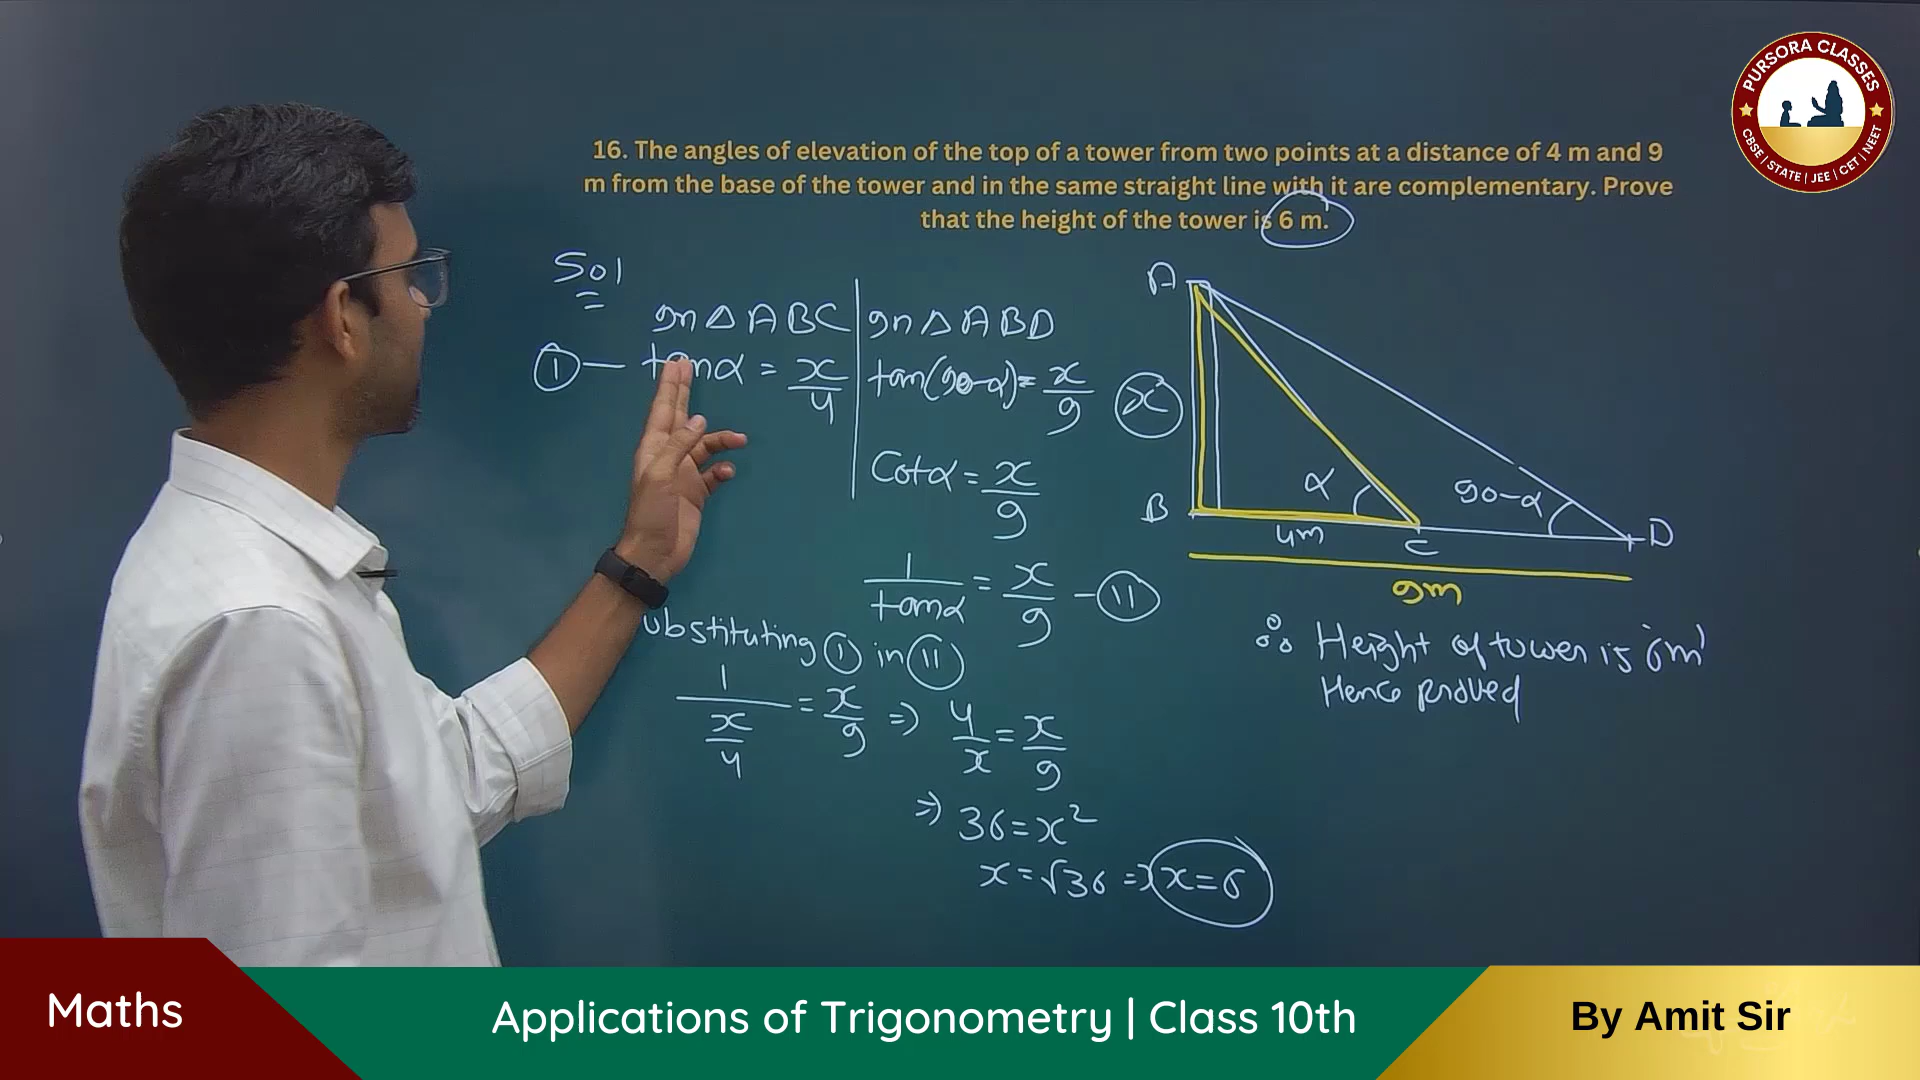 PURSORA CLASSES
CBSE | STATE | JEE | CET | NEET
16. The angles of elevation of the top of a tower from two points at a distance of 4 m and 9
m from the base of the tower and in the same straight line with it are complementary. Prove
that the height of the tower is 6 m.
Sol
In △ ABC
① — tanα = x/4
In △ ABD
tan(90-α) = x/9
Cotα = x/9
1/tanα = x/9 — ⑪
x
A
B
C
D
α
90-α
4m
9m
ubstituting ① in ⑪
1/(x/4) = x/9 => 4/x = x/9
=> 36 = x²
x = √36 => x = 6
∴ Height of tower is 6m
Hence proved
Maths
Applications of Trigonometry | Class 10th
By Amit Sir